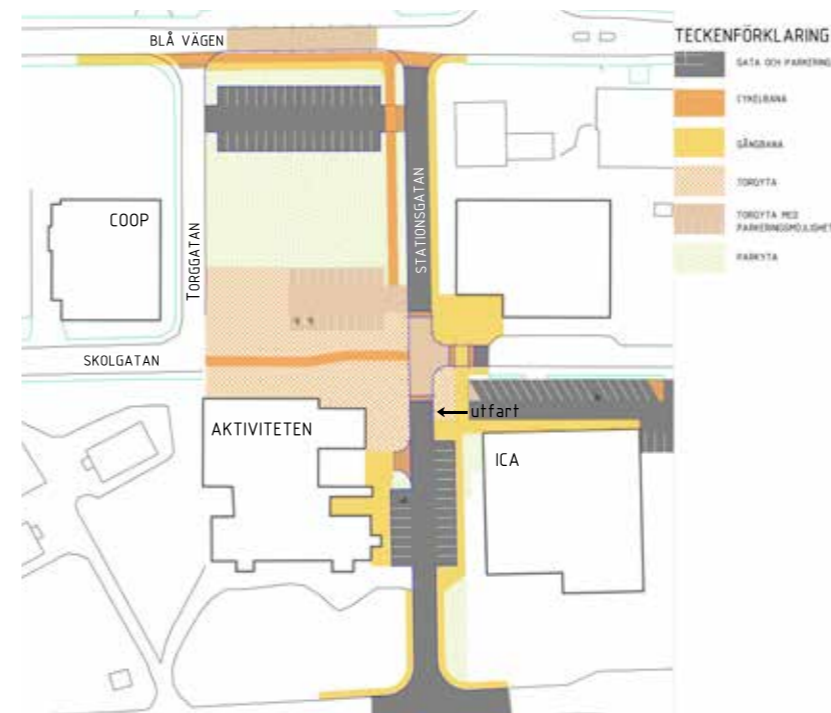 BLÅ VÄGEN
TECKENFÖRKLARING
GATA OCH PARKERING
CYKELBANA
GÅNGBANA
TORGYTA
TORGYTA MED
PARKERINGSMÖJLIGHET
PARKYTA
COOP
TORGGATAN
STATIONSGATAN
SKOLGATAN
utfart
AKTIVITETEN
ICA